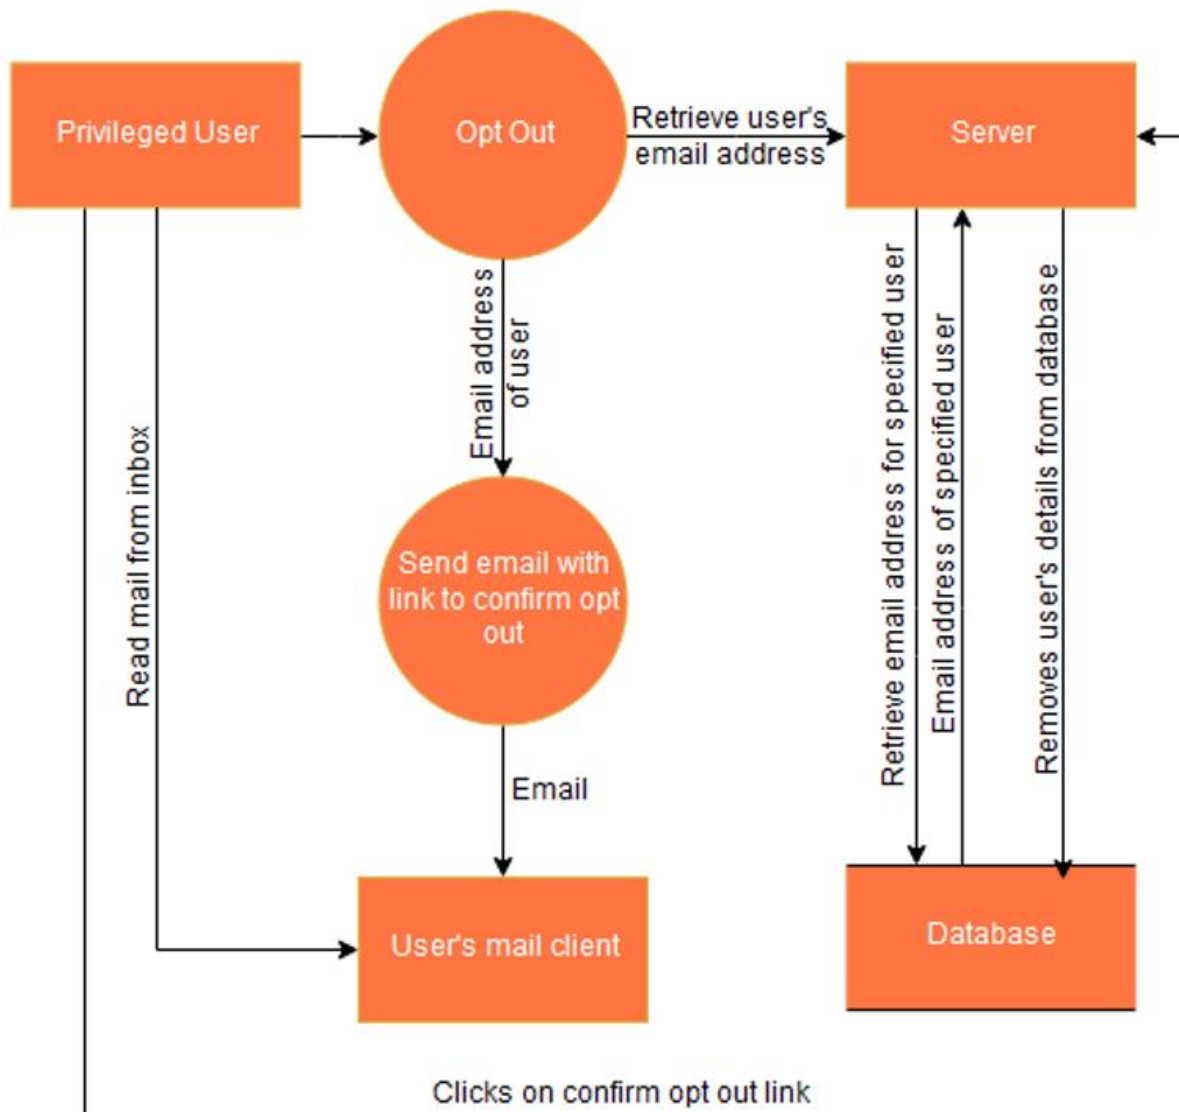 Privileged User
Opt Out
Retrieve user's
email address
Server
Email address
of user
Retrieve email address for specified user
Email address of specified user
Removes user's details from database
Read mail from inbox
Send email with
link to confirm opt
out
Email
User's mail client
Database
Clicks on confirm opt out link